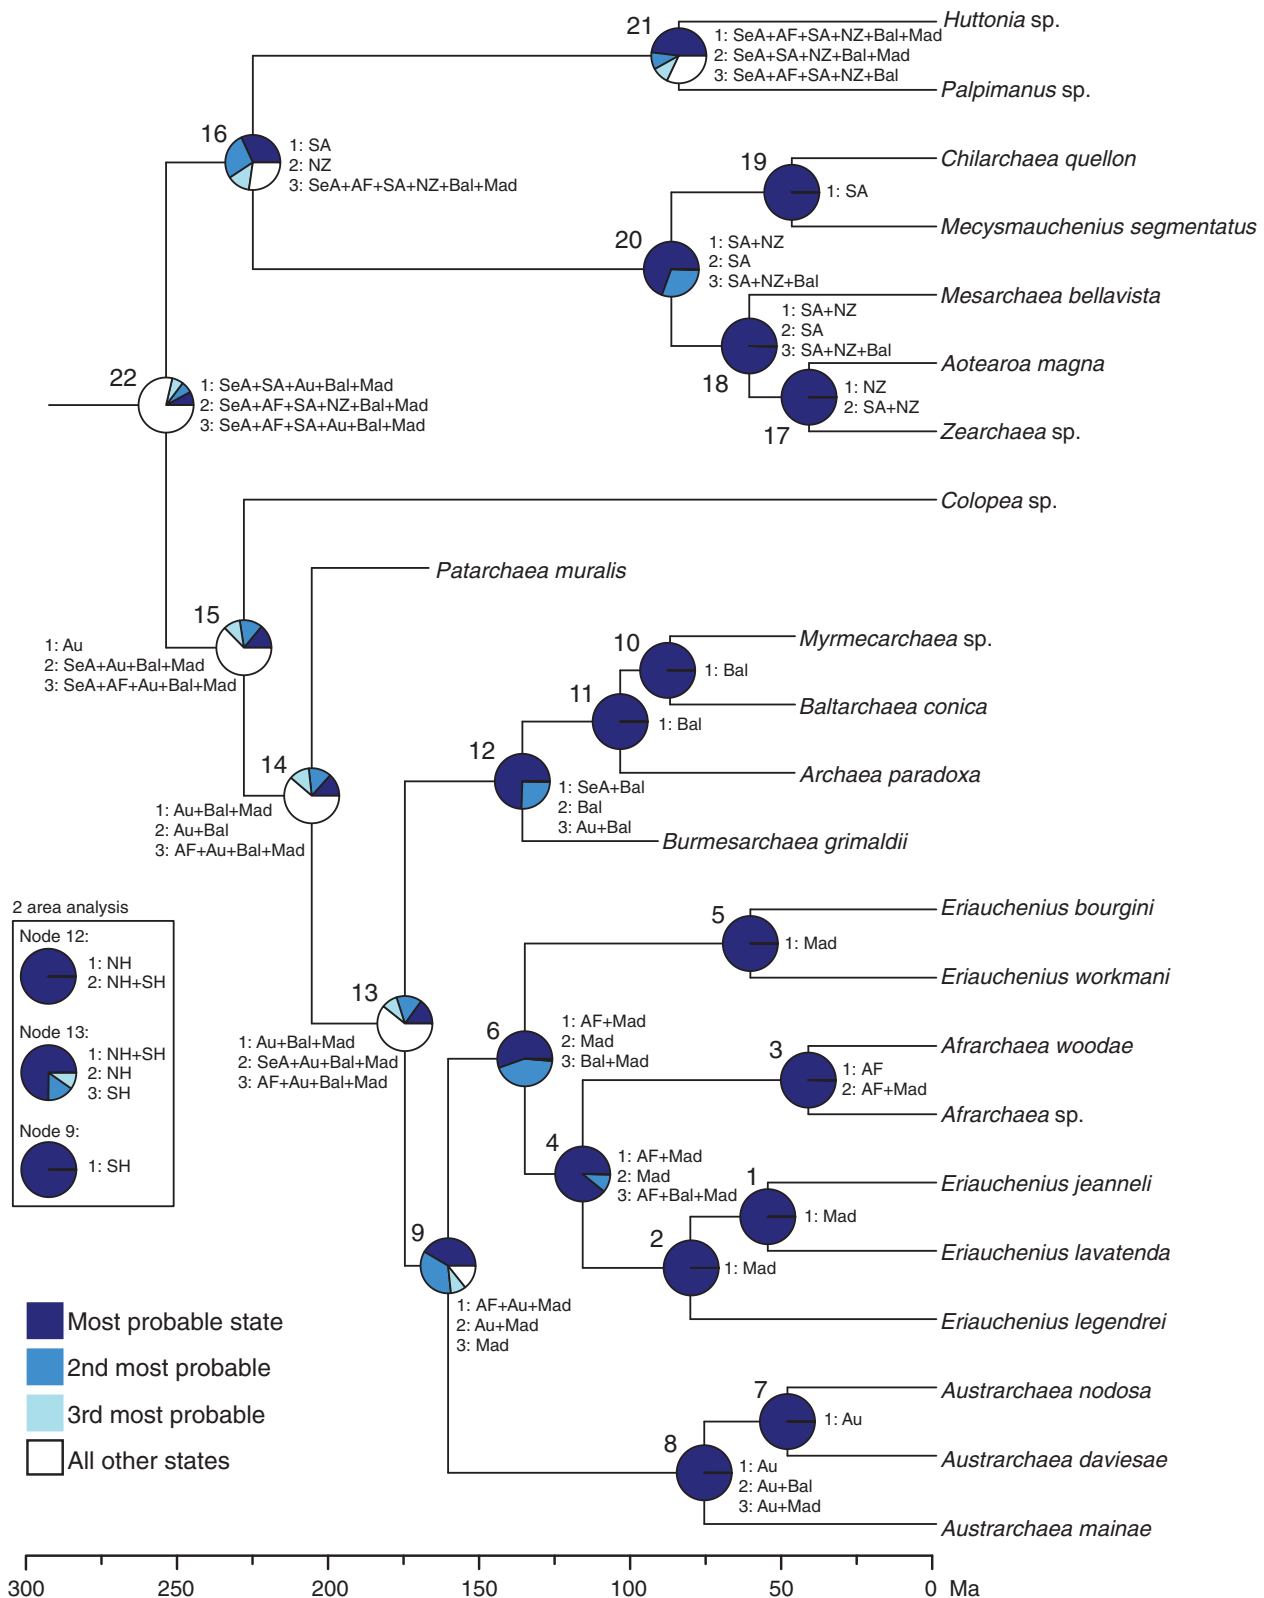 21
Huttonia sp.
1: SeA+AF+SA+NZ+Bal+Mad
2: SeA+SA+NZ+Bal+Mad
3: SeA+AF+SA+NZ+Bal
Palpimanus sp.
16
1: SA
2: NZ
3: SeA+AF+SA+NZ+Bal+Mad
19
Chilarchaea quellon
1: SA
Mecysmauchenius segmentatus
20
1: SA+NZ
2: SA
3: SA+NZ+Bal
Mesarchaea bellavista
1: SA+NZ
2: SA
3: SA+NZ+Bal
18
Aotearoa magna
1: NZ
2: SA+NZ
17
Zearchaea sp.
22
1: SeA+SA+Au+Bal+Mad
2: SeA+AF+SA+NZ+Bal+Mad
3: SeA+AF+SA+Au+Bal+Mad
Colopea sp.
Patarchaea muralis
15
1: Au
2: SeA+Au+Bal+Mad
3: SeA+AF+Au+Bal+Mad
10
Myrmecarchaea sp.
1: Bal
Baltarchaea conica
11
1: Bal
Archaea paradoxa
12
1: SeA+Bal
2: Bal
3: Au+Bal
Burmesarchaea grimaldii
14
1: Au+Bal+Mad
2: Au+Bal
3: AF+Au+Bal+Mad
2 area analysis
Node 12:
1: NH
2: NH+SH
Node 13:
1: NH+SH
2: NH
3: SH
Node 9:
1: SH
5
Eriauchenius bourgini
1: Mad
Eriauchenius workmani
13
1: Au+Bal+Mad
2: SeA+Au+Bal+Mad
3: AF+Au+Bal+Mad
6
1: AF+Mad
2: Mad
3: Bal+Mad
3
Afrarchaea woodae
1: AF
2: AF+Mad
Afrarchaea sp.
4
1: AF+Mad
2: Mad
3: AF+Bal+Mad
1
Eriauchenius jeanneli
1: Mad
Eriauchenius lavatenda
2
1: Mad
Eriauchenius legendrei
9
1: AF+Au+Mad
2: Au+Mad
3: Mad
7
Austrarchaea nodosa
1: Au
Austrarchaea daviesae
8
1: Au
2: Au+Bal
3: Au+Mad
Austrarchaea mainae
Most probable state
2nd most probable
3rd most probable
All other states
300 250 200 150 100 50 0 Ma